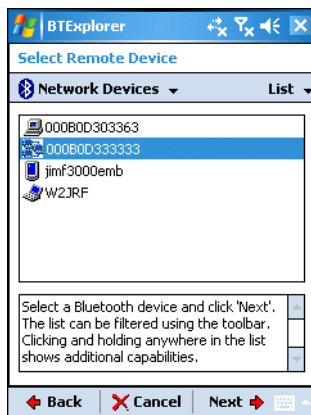 BTExplorer
Select Remote Device
Network Devices List
000B0D303363
000B0D333333
jimf3000emb
W2JRF
Select a Bluetooth device and click 'Next'.
The list can be filtered using the toolbar.
Clicking and holding anywhere in the list
shows additional capabilities.
Back Cancel Next